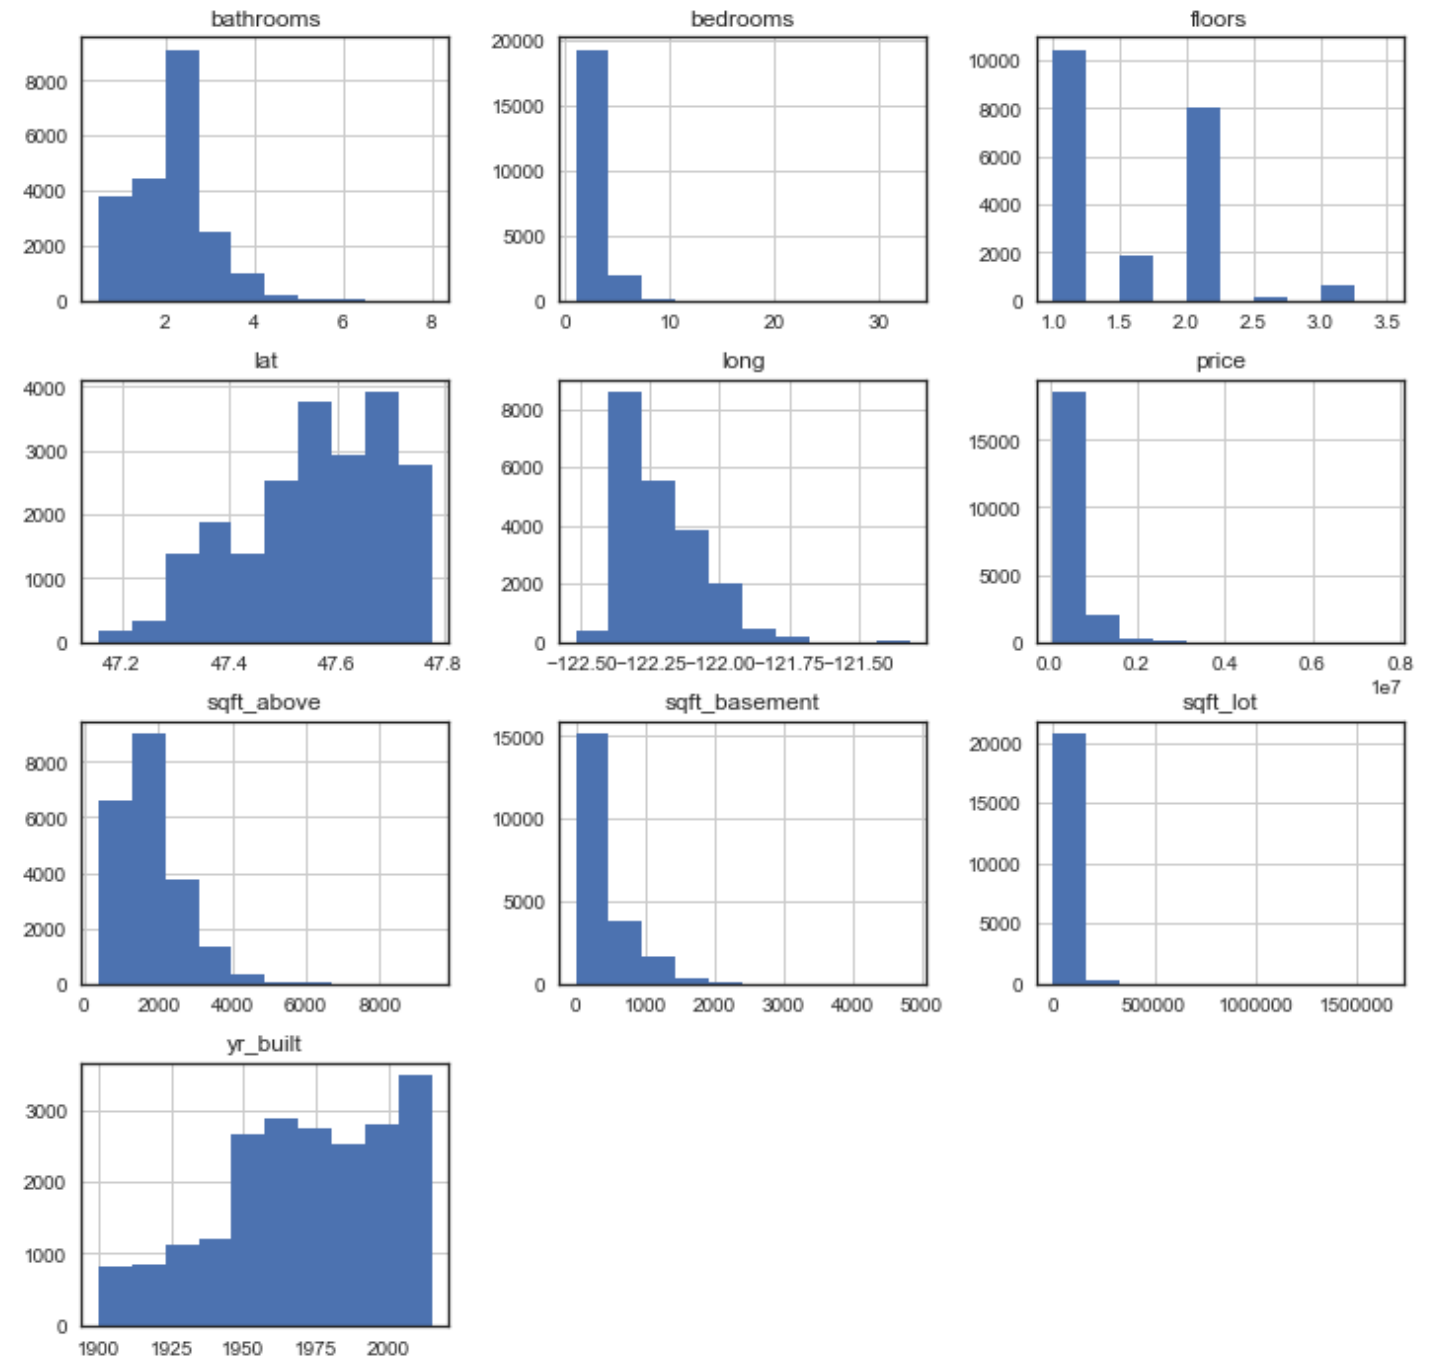 bathrooms
8000
6000
4000
2000
0
2 4 6 8
bedrooms
20000
15000
10000
5000
0
0 10 20 30
floors
10000
8000
6000
4000
2000
0
1.0 1.5 2.0 2.5 3.0 3.5
lat
4000
3000
2000
1000
0
47.2 47.4 47.6 47.8
long
8000
6000
4000
2000
0
−122.50 −122.25 −122.00 −121.75 −121.50
price
15000
10000
5000
0
0.0 0.2 0.4 0.6 0.8
1e7
sqft_above
8000
6000
4000
2000
0
0 2000 4000 6000 8000
sqft_basement
15000
10000
5000
0
0 1000 2000 3000 4000 5000
sqft_lot
20000
15000
10000
5000
0
0 500000 1000000 1500000
yr_built
3000
2000
1000
0
1900 1925 1950 1975 2000